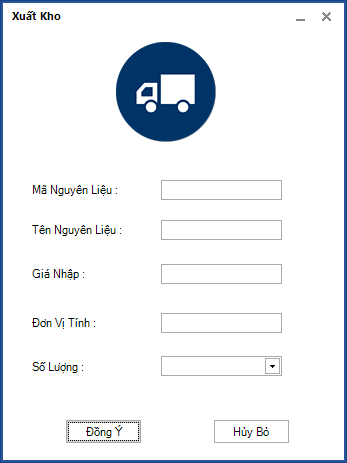 Xuất Kho
Mã Nguyên Liệu :
Tên Nguyên Liệu :
Giá Nhập :
Đơn Vị Tính :
Số Lượng :
Đồng Ý
Hủy Bỏ